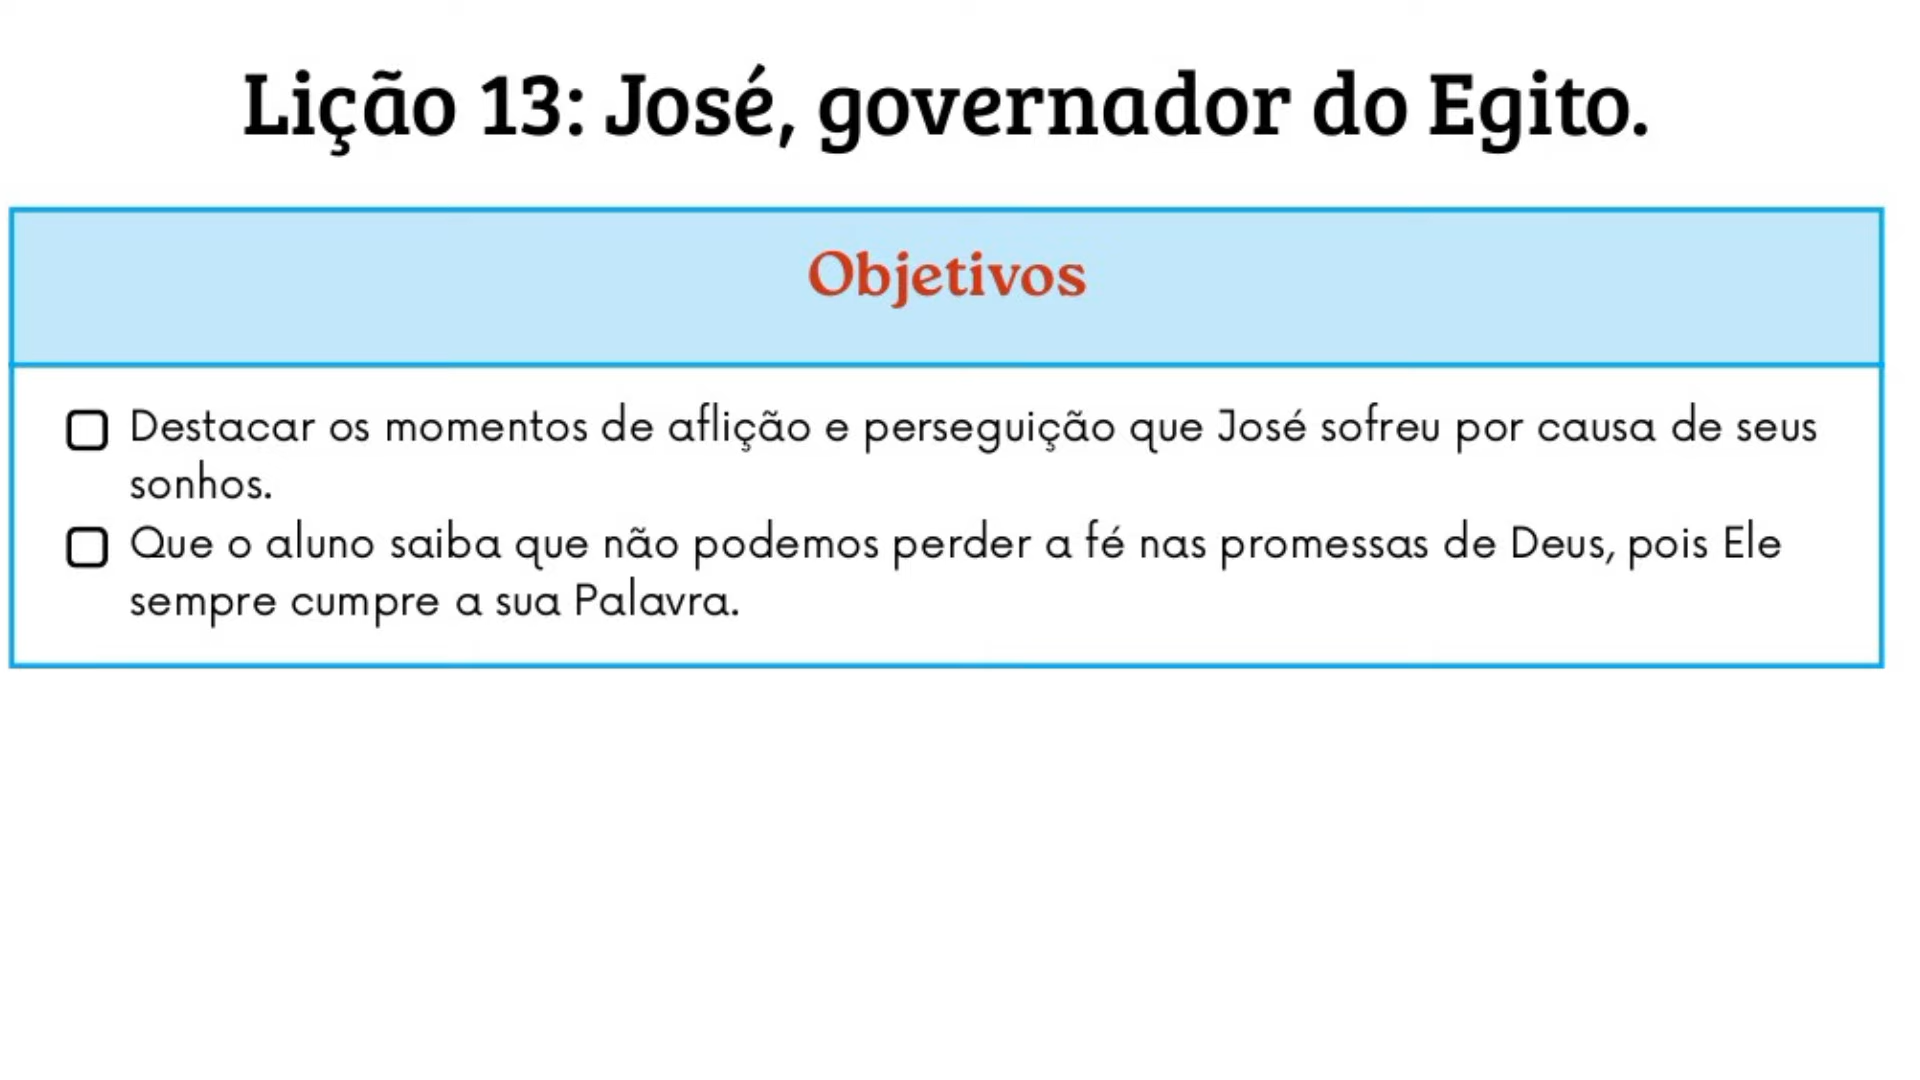 Lição 13: José, governador do Egito.
Objetivos
Destacar os momentos de aflição e perseguição que José sofreu por causa de seus
sonhos.
Que o aluno saiba que não podemos perder a fé nas promessas de Deus, pois Ele
sempre cumpre a sua Palavra.